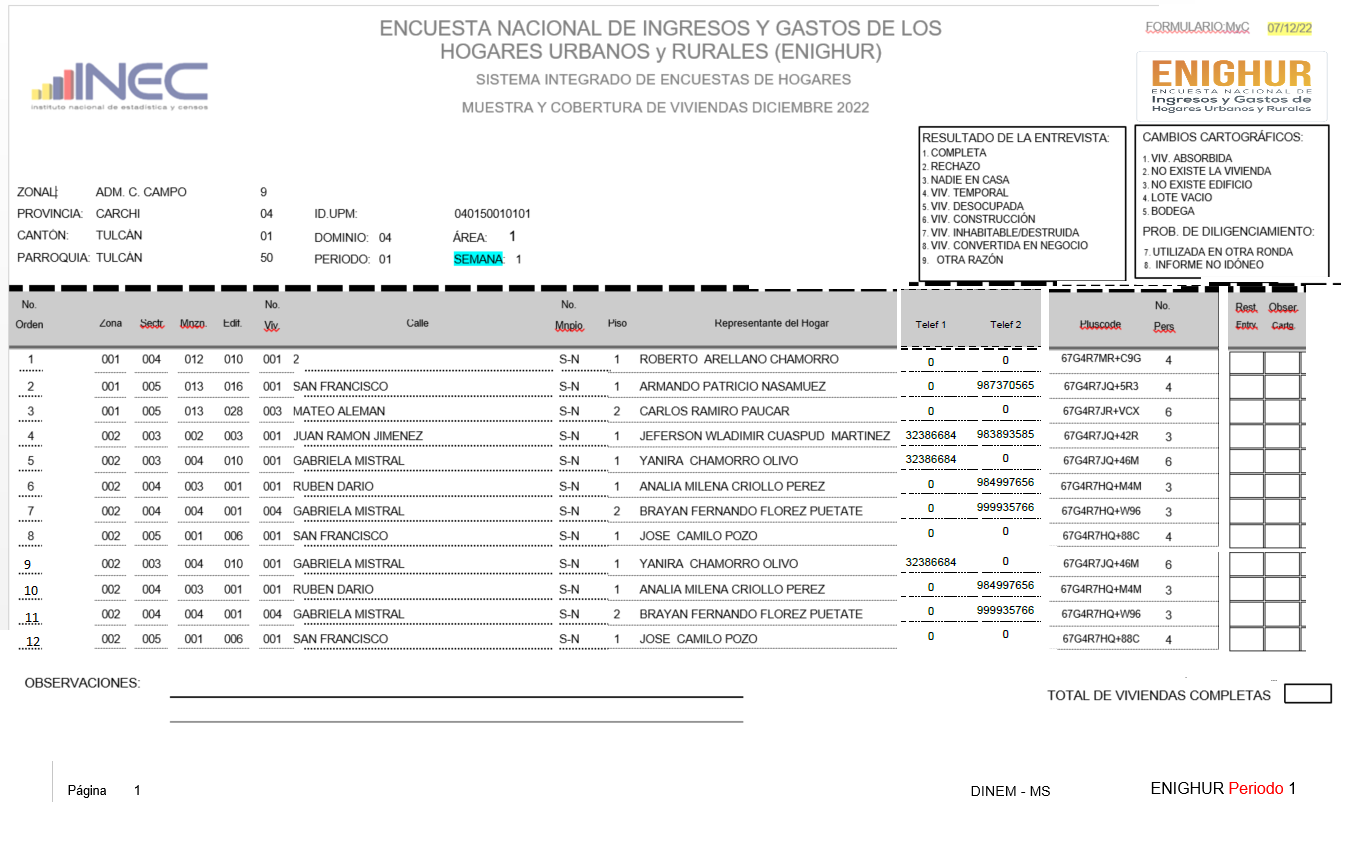 ENCUESTA NACIONAL DE INGRESOS Y GASTOS DE LOS
HOGARES URBANOS y RURALES (ENIGHUR)
SISTEMA INTEGRADO DE ENCUESTAS DE HOGARES
MUESTRA Y COBERTURA DE VIVIENDAS DICIEMBRE 2022
INEC
instituto nacional de estadística y censos
FORMULARIO:MyC 07/12/22
ENIGHUR
ENCUESTA NACIONAL DE
Ingresos y Gastos de
Hogares Urbanos y Rurales
RESULTADO DE LA ENTREVISTA:
1. COMPLETA
2. RECHAZO
3. NADIE EN CASA
4. VIV. TEMPORAL
5. VIV. DESOCUPADA
6. VIV. CONSTRUCCIÓN
7. VIV. INHABITABLE/DESTRUIDA
8. VIV. CONVERTIDA EN NEGOCIO
9. OTRA RAZÓN
CAMBIOS CARTOGRÁFICOS:
1. VIV. ABSORBIDA
2. NO EXISTE LA VIVIENDA
3. NO EXISTE EDIFICIO
4. LOTE VACIO
5. BODEGA
PROB. DE DILIGENCIAMIENTO:
7. UTILIZADA EN OTRA RONDA
8. INFORME NO IDÓNEO
ZONAL: ADM. C. CAMPO 9
PROVINCIA: CARCHI 04 ID.UPM: 040150010101
CANTÓN: TULCÁN 01 DOMINIO: 04 ÁREA: 1
PARROQUIA: TULCÁN 50 PERIODO: 01 SEMANA: 1
No. Orden Zona Sectr. Mnzn. Edif. No. Viv. Calle No. Mnpio. Piso Representante del Hogar Telef 1 Telef 2 Pluscode No. Pers Rest. Entrv. Obser. Cartg.
1 001 004 012 010 001 2 S-N 1 ROBERTO ARELLANO CHAMORRO 0 0 67G4R7MR+C9G 4
2 001 005 013 016 001 SAN FRANCISCO S-N 1 ARMANDO PATRICIO NASAMUEZ 0 987370565 67G4R7JQ+5R3 4
3 001 005 013 028 003 MATEO ALEMAN S-N 2 CARLOS RAMIRO PAUCAR 0 0 67G4R7JR+VCX 6
4 002 003 002 003 001 JUAN RAMON JIMENEZ S-N 1 JEFERSON WLADIMIR CUASPUD MARTINEZ 32386684 983893585 67G4R7JQ+42R 3
5 002 003 004 010 001 GABRIELA MISTRAL S-N 1 YANIRA CHAMORRO OLIVO 32386684 0 67G4R7JQ+46M 6
6 002 004 003 001 001 RUBEN DARIO S-N 1 ANALIA MILENA CRIOLLO PEREZ 0 984997656 67G4R7HQ+M4M 3
7 002 004 004 001 004 GABRIELA MISTRAL S-N 2 BRAYAN FERNANDO FLOREZ PUETATE 0 999935766 67G4R7HQ+W96 3
8 002 005 001 006 001 SAN FRANCISCO S-N 1 JOSE CAMILO POZO 0 0 67G4R7HQ+88C 4
9 002 003 004 010 001 GABRIELA MISTRAL S-N 1 YANIRA CHAMORRO OLIVO 32386684 0 67G4R7JQ+46M 6
10 002 004 003 001 001 RUBEN DARIO S-N 1 ANALIA MILENA CRIOLLO PEREZ 0 984997656 67G4R7HQ+M4M 3
11 002 004 004 001 004 GABRIELA MISTRAL S-N 2 BRAYAN FERNANDO FLOREZ PUETATE 0 999935766 67G4R7HQ+W96 3
12 002 005 001 006 001 SAN FRANCISCO S-N 1 JOSE CAMILO POZO 0 0 67G4R7HQ+88C 4
OBSERVACIONES:
TOTAL DE VIVIENDAS COMPLETAS
Página 1
DINEM - MS
ENIGHUR Periodo 1